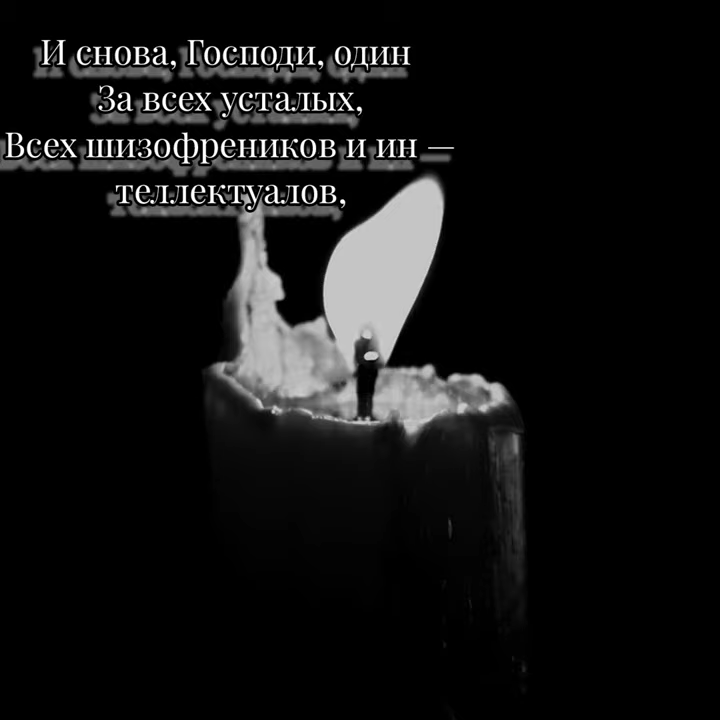 И снова, Господи, один
За всех усталых,
Всех шизофреников и ин —
теллектуалов,